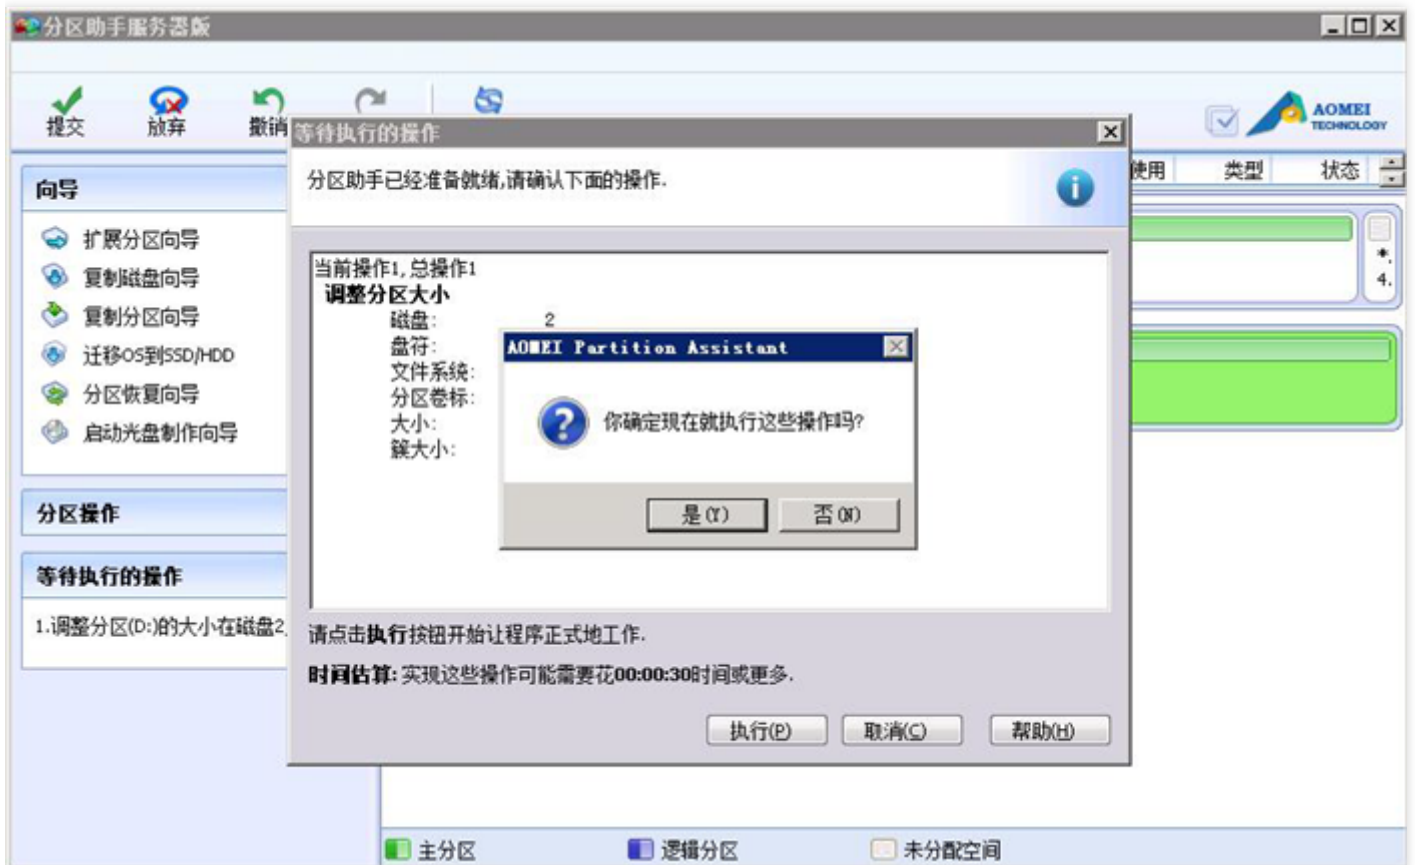 分区助手服务器版
提交
放弃
撤销
AOMEI
TECHNOLOGY
使用 类型 状态
向导
扩展分区向导
复制磁盘向导
复制分区向导
迁移OS到SSD/HDD
分区恢复向导
启动光盘制作向导
分区操作
等待执行的操作
1.调整分区(D:)的大小在磁盘2,
等待执行的操作
分区助手已经准备就绪,请确认下面的操作.
当前操作1,总操作1
调整分区大小
磁盘: 2
盘符:
文件系统:
分区卷标:
大小:
簇大小:
AOMEI Partition Assistant
你确定现在就执行这些操作吗?
是(Y) 否(N)
请点击执行按钮开始让程序正式地工作.
时间估算: 实现这些操作可能需要花00:00:30时间或更多.
执行(P) 取消(C) 帮助(H)
*.
4.
主分区 逻辑分区 未分配空间